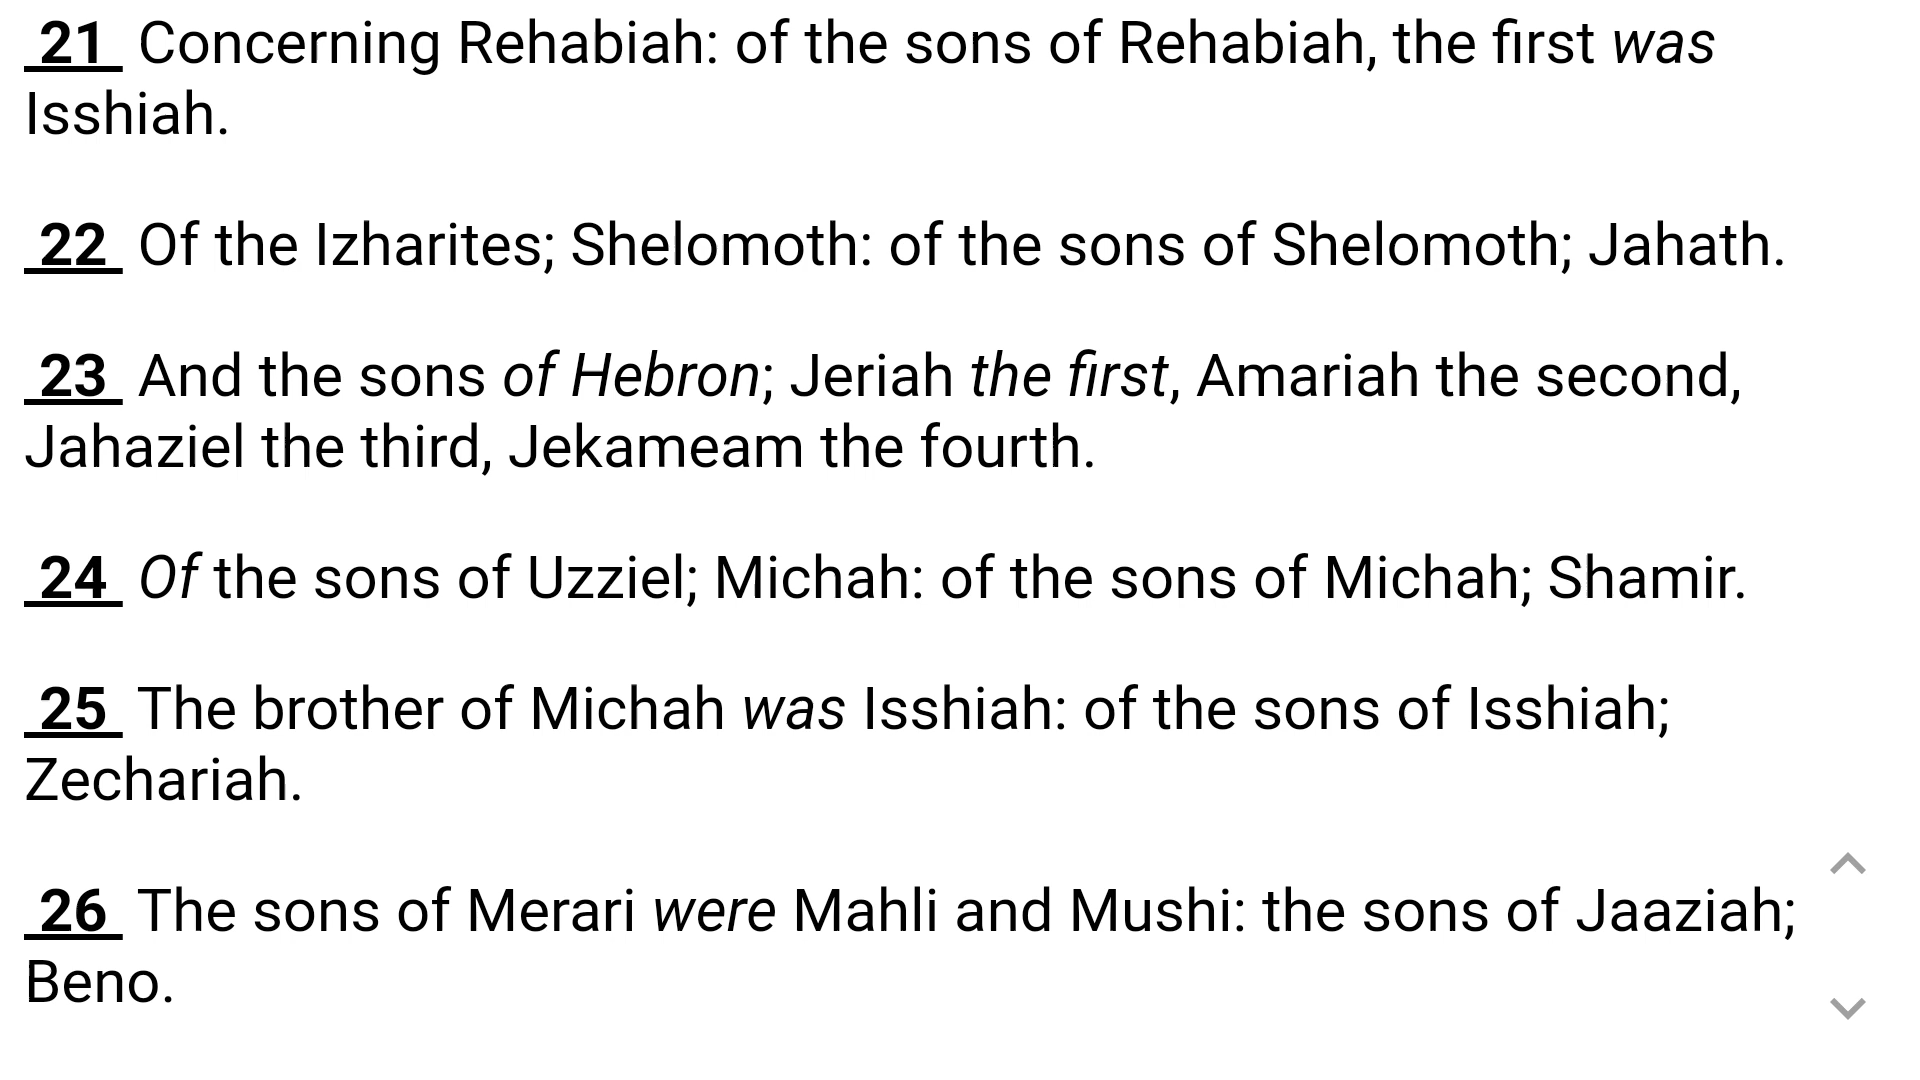 21 Concerning Rehabiah: of the sons of Rehabiah, the first was
Isshiah.
22 Of the Izharites; Shelomoth: of the sons of Shelomoth; Jahath.
23 And the sons of Hebron; Jeriah the first, Amariah the second,
Jahaziel the third, Jekameam the fourth.
24 Of the sons of Uzziel; Michah: of the sons of Michah; Shamir.
25 The brother of Michah was Isshiah: of the sons of Isshiah;
Zechariah.
26 The sons of Merari were Mahli and Mushi: the sons of Jaaziah;
Beno.